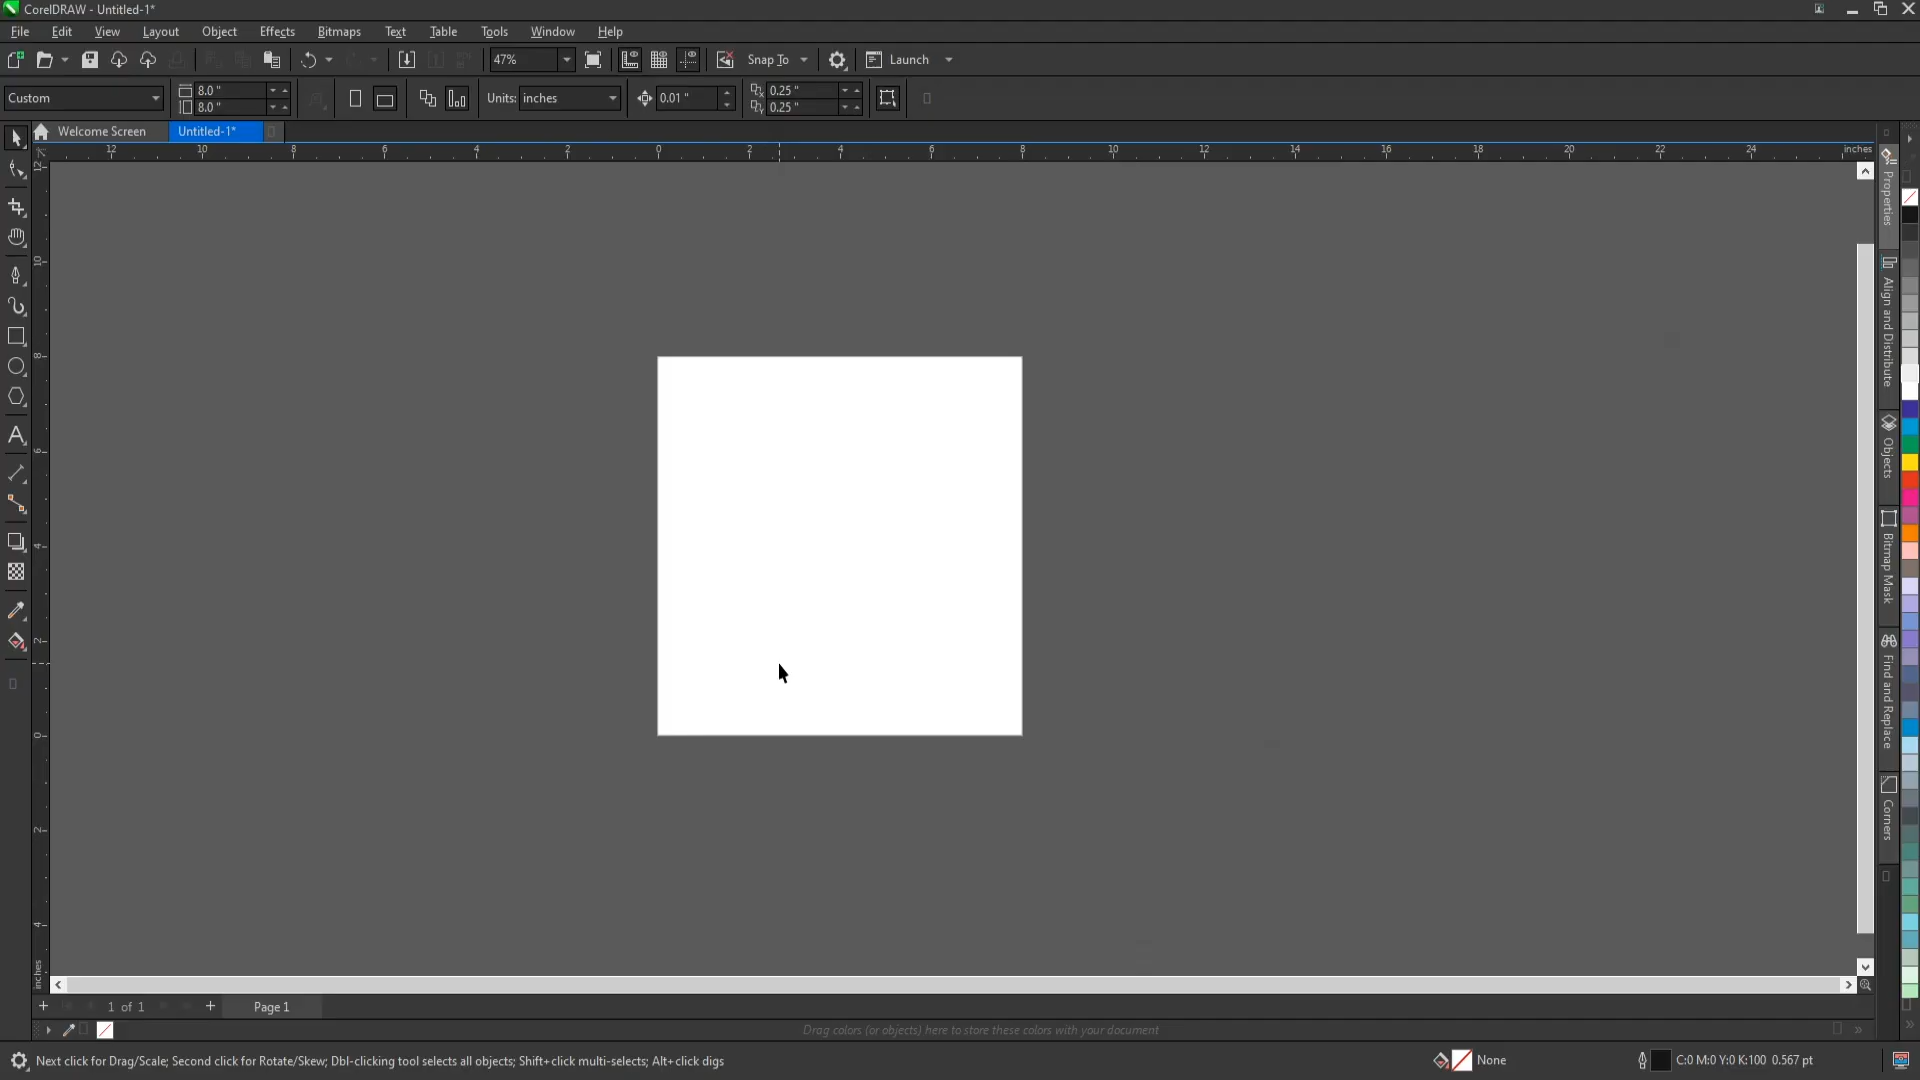 CorelDRAW - Untitled-1*
File Edit View Layout Object Effects Bitmaps Text Table Tools Window Help
47% Snap To Launch
Custom 8.0 " 8.0 " Units: inches 0.01 " 0.25 " 0.25 "
Welcome Screen Untitled-1*
12 10 8 6 4 2 0 2 4 6 8 10 12 14 16 18 20 22 24 inches
12
10
8
6
4
2
0
2
4
inches
Properties
Align and Distribute
Objects
Bitmap Mask
Find and Replace
Corners
1 of 1 Page 1
Drag colors (or objects) here to store these colors with your document
Next click for Drag/Scale; Second click for Rotate/Skew; Dbl-clicking tool selects all objects; Shift+click multi-selects; Alt+click digs None C:0 M:0 Y:0 K:100 0.567 pt